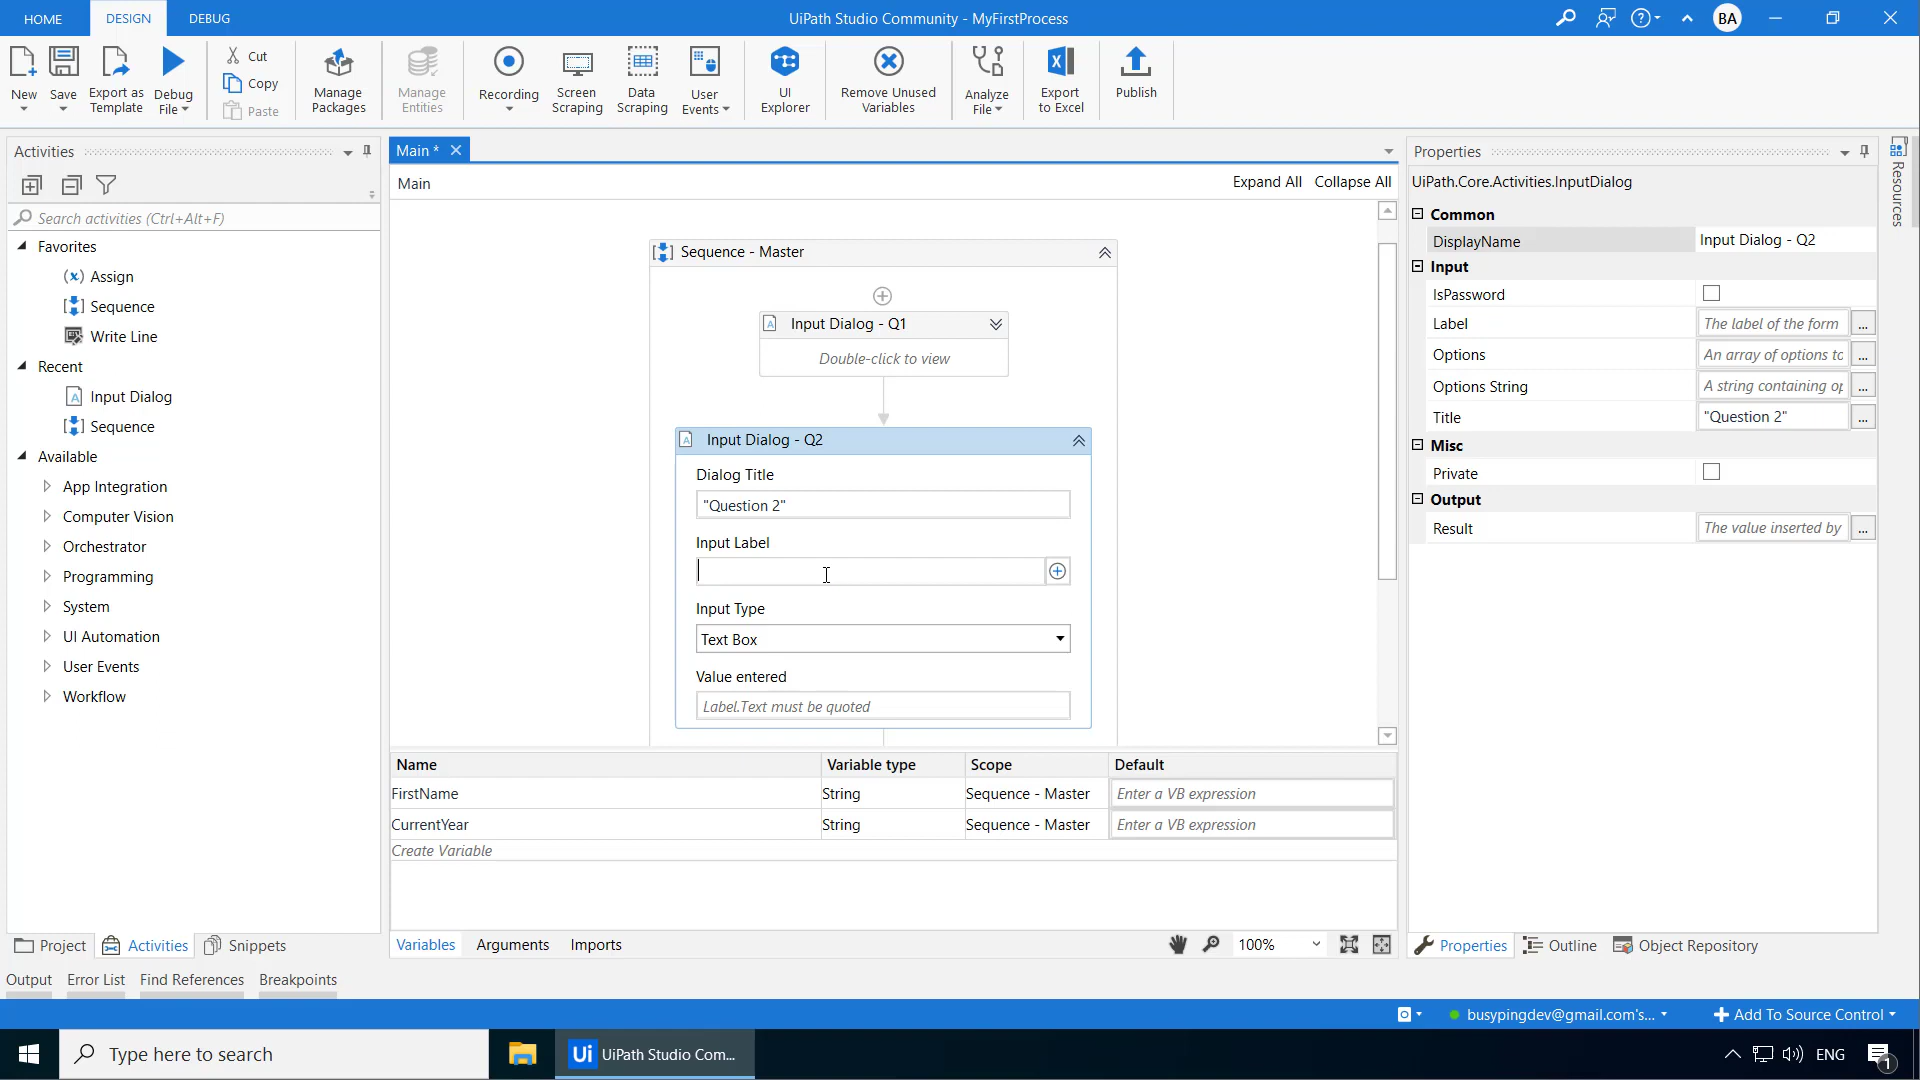 HOME DESIGN DEBUG UiPath Studio Community - MyFirstProcess BA
New Save Export as Template Debug File Cut Copy Paste Manage Packages Manage Entities Recording Screen Scraping Data Scraping User Events UI Explorer Remove Unused Variables Analyze File Export to Excel Publish
Activities
Search activities (Ctrl+Alt+F)
Favorites
Assign
Sequence
Write Line
Recent
Input Dialog
Sequence
Available
App Integration
Computer Vision
Orchestrator
Programming
System
UI Automation
User Events
Workflow
Project Activities Snippets
Main *
Main Expand All Collapse All
Sequence - Master
Input Dialog - Q1
Double-click to view
Input Dialog - Q2
Dialog Title
"Question 2"
Input Label
Input Type
Text Box
Value entered
Label.Text must be quoted
Name Variable type Scope Default
FirstName String Sequence - Master Enter a VB expression
CurrentYear String Sequence - Master Enter a VB expression
Create Variable
Variables Arguments Imports 100%
Properties
UiPath.Core.Activities.InputDialog
Common
DisplayName Input Dialog - Q2
Input
IsPassword
Label The label of the form ...
Options An array of options to ...
Options String A string containing op ...
Title "Question 2" ...
Misc
Private
Output
Result The value inserted by ...
Properties Outline Object Repository
Resources
Output Error List Find References Breakpoints
busypingdev@gmail.com's... Add To Source Control
Type here to search Ui UiPath Studio Com... ENG 1